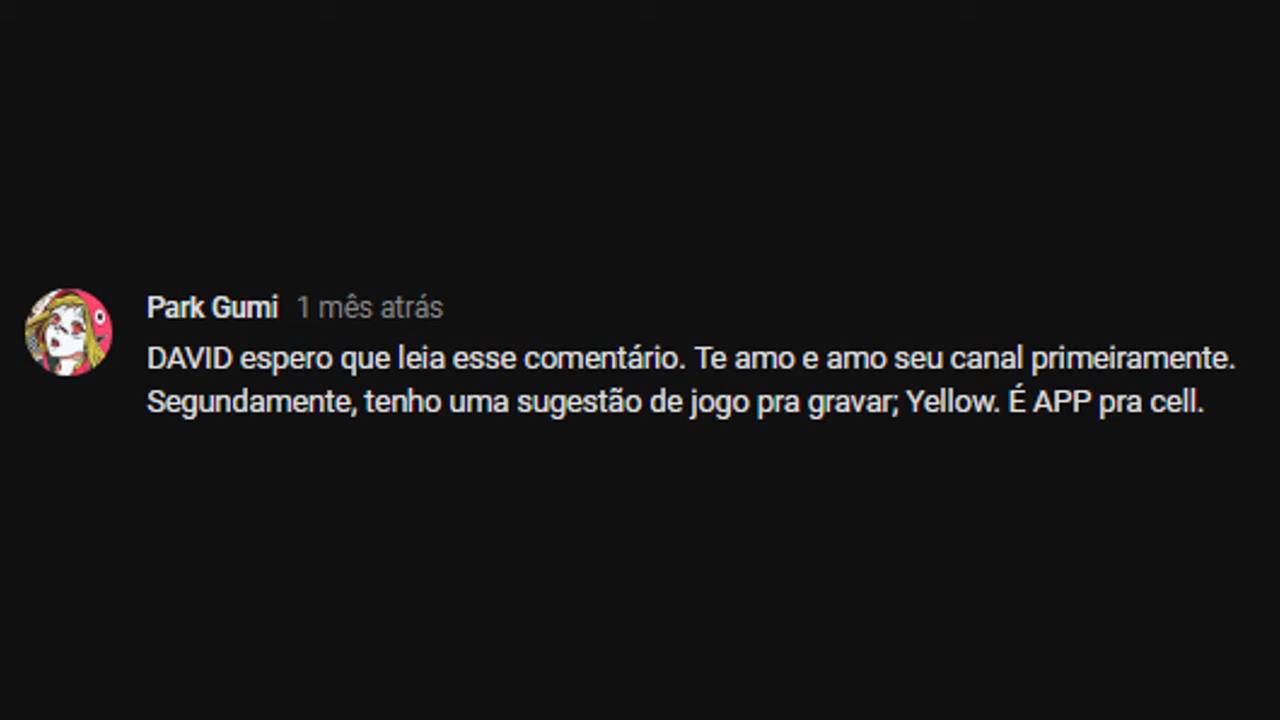 Park Gumi 1 mês atrás
DAVID espero que leia esse comentário. Te amo e amo seu canal primeiramente.
Segundamente, tenho uma sugestão de jogo pra gravar; Yellow. É APP pra cell.